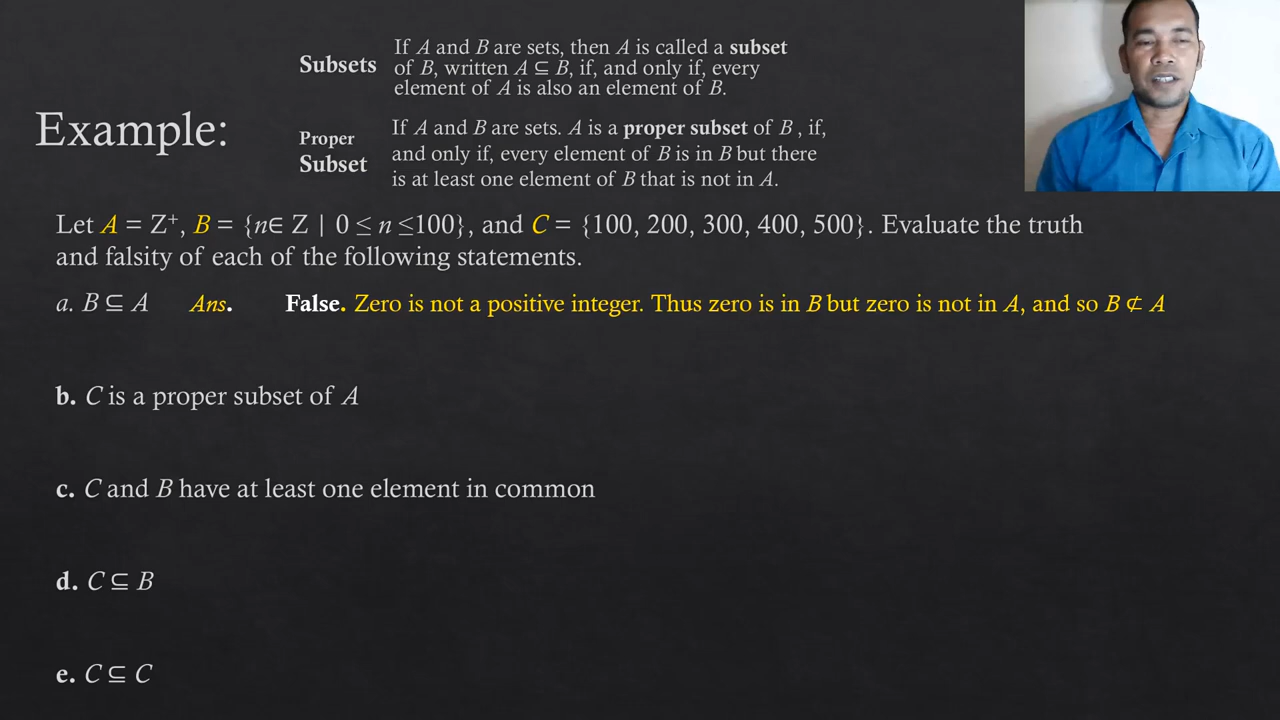 Subsets
If A and B are sets, then A is called a subset
of B, written A ⊆ B, if, and only if, every
element of A is also an element of B.
Example:
Proper
Subset
If A and B are sets. A is a proper subset of B , if,
and only if, every element of B is in B but there
is at least one element of B that is not in A.
Let A = Z⁺, B = {n∈ Z | 0 ≤ n ≤100}, and C = {100, 200, 300, 400, 500}. Evaluate the truth
and falsity of each of the following statements.
a. B ⊆ A Ans. False. Zero is not a positive integer. Thus zero is in B but zero is not in A, and so B ⊄ A
b. C is a proper subset of A
c. C and B have at least one element in common
d. C ⊆ B
e. C ⊆ C